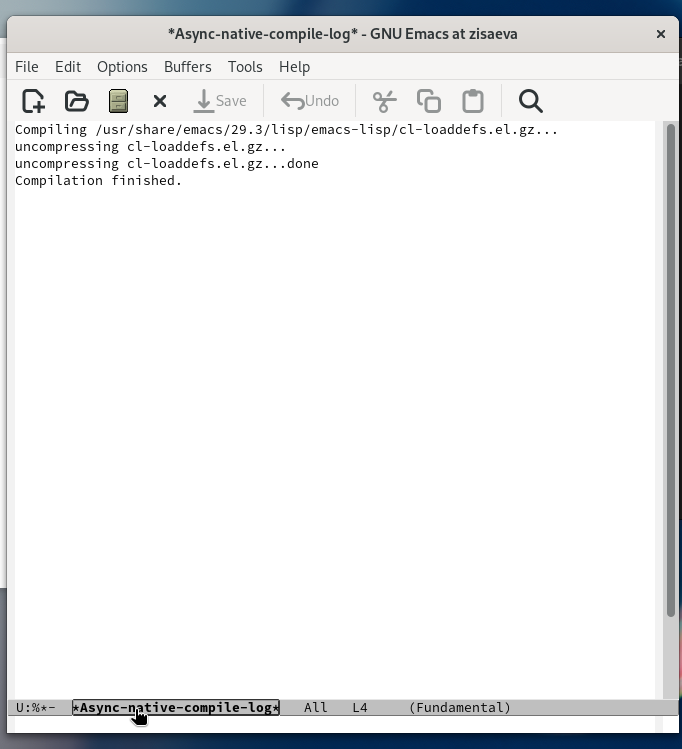 *Async-native-compile-log* - GNU Emacs at zisaeva
File Edit Options Buffers Tools Help
Save Undo
Compiling /usr/share/emacs/29.3/lisp/emacs-lisp/cl-loaddefs.el.gz...
uncompressing cl-loaddefs.el.gz...
uncompressing cl-loaddefs.el.gz...done
Compilation finished.
U:%*- *Async-native-compile-log* All L4 (Fundamental)